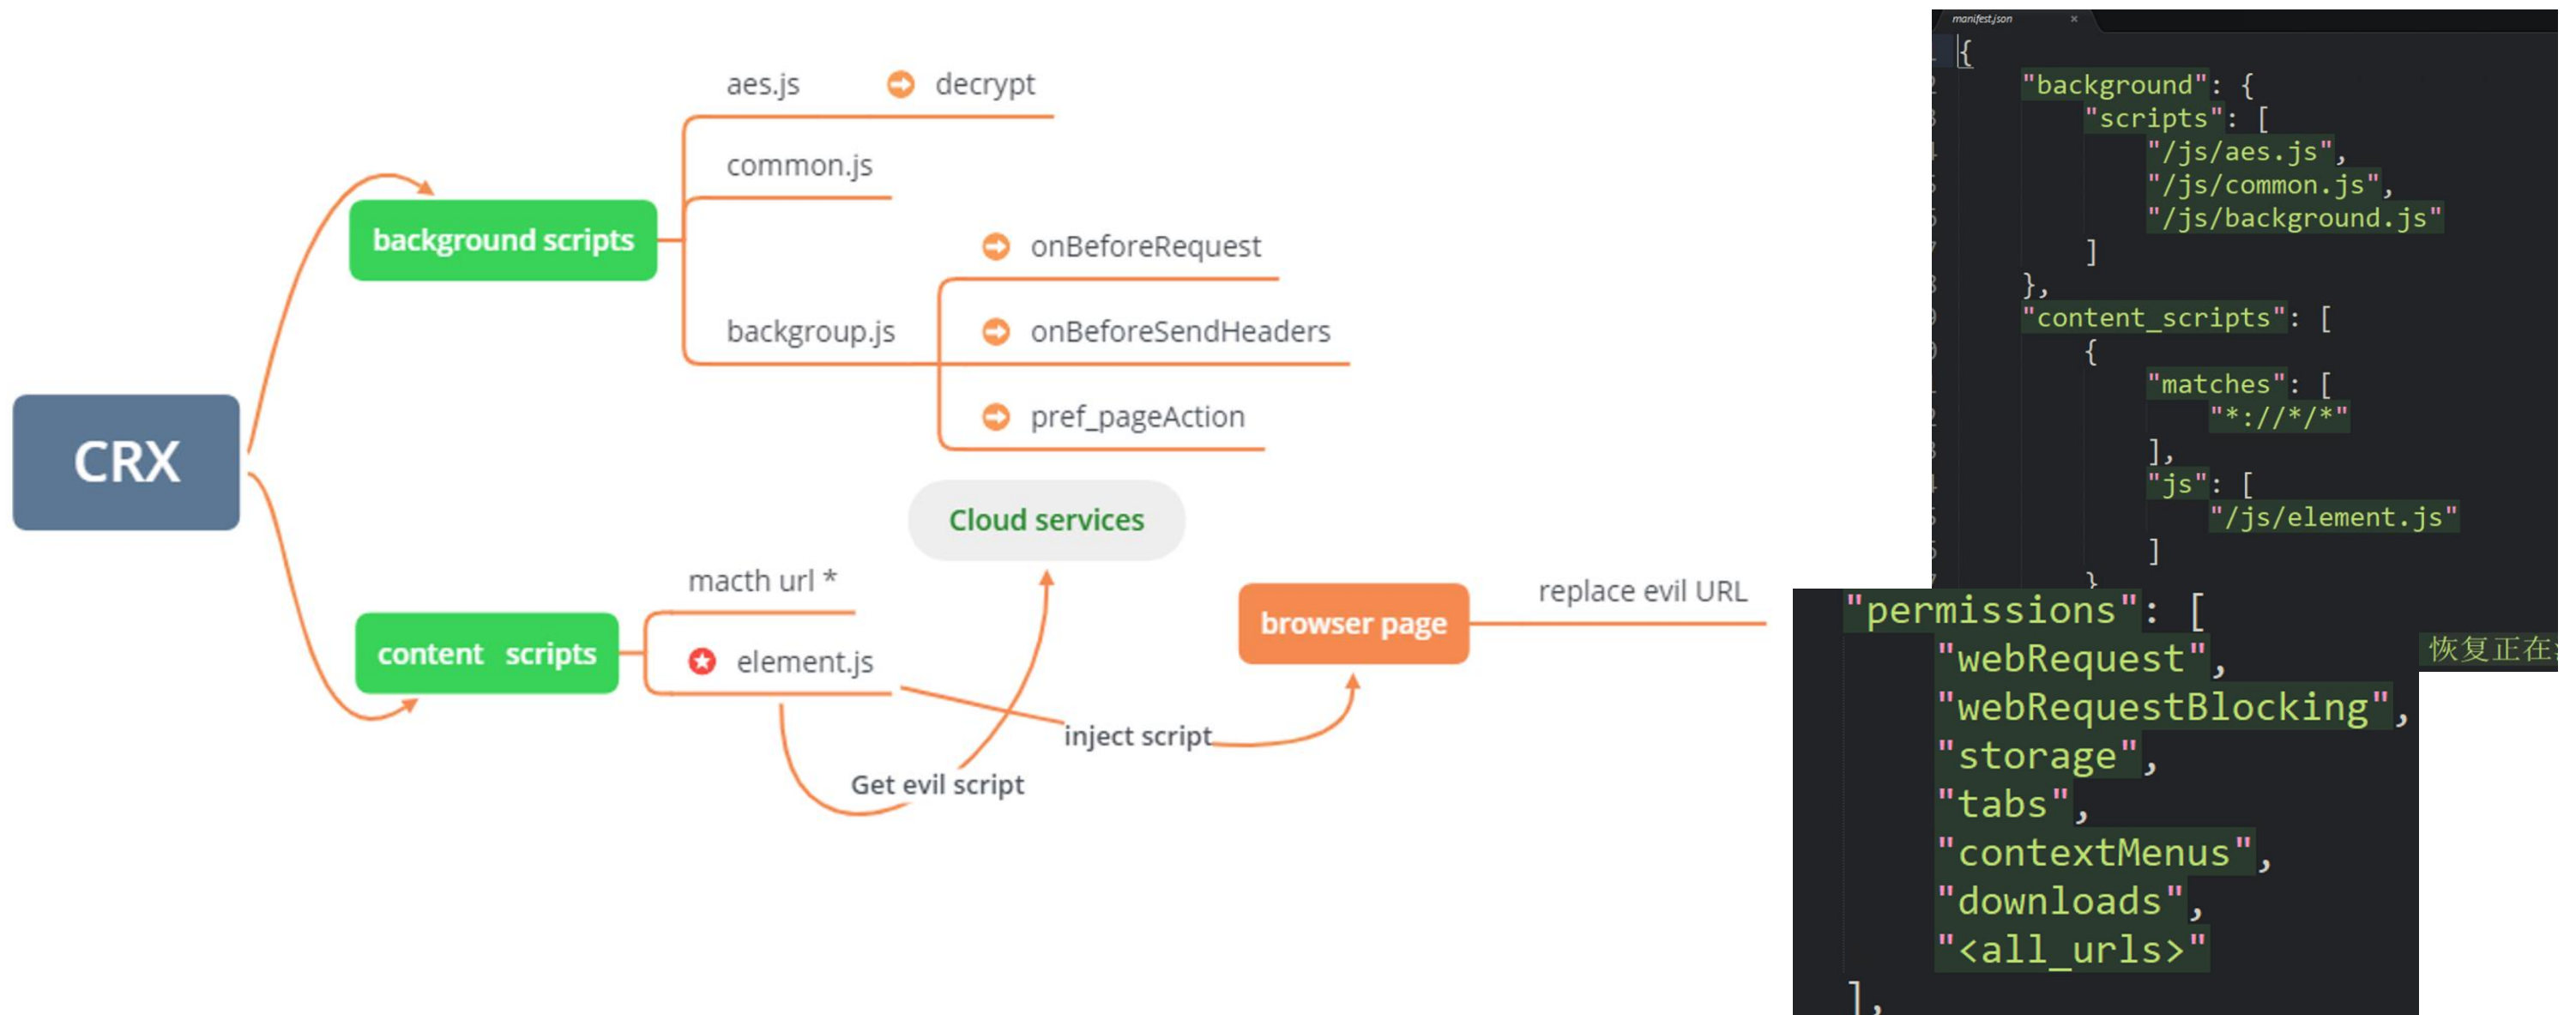 aes.js decrypt
common.js
background scripts
onBeforeRequest
backgroup.js onBeforeSendHeaders
pref_pageAction
CRX
Cloud services
macth url *
content scripts
element.js
browser page
replace evil URL
inject script
Get evil script
manifest.json ×
{
"background": {
"scripts": [
"/js/aes.js",
"/js/common.js",
"/js/background.js"
]
},
"content_scripts": [
{
"matches": [
"*://*/*"
],
"js": [
"/js/element.js"
]
}
"permissions": [
"webRequest",
"webRequestBlocking",
"storage",
"tabs",
"contextMenus",
"downloads",
"<all_urls>"
],
恢复正在